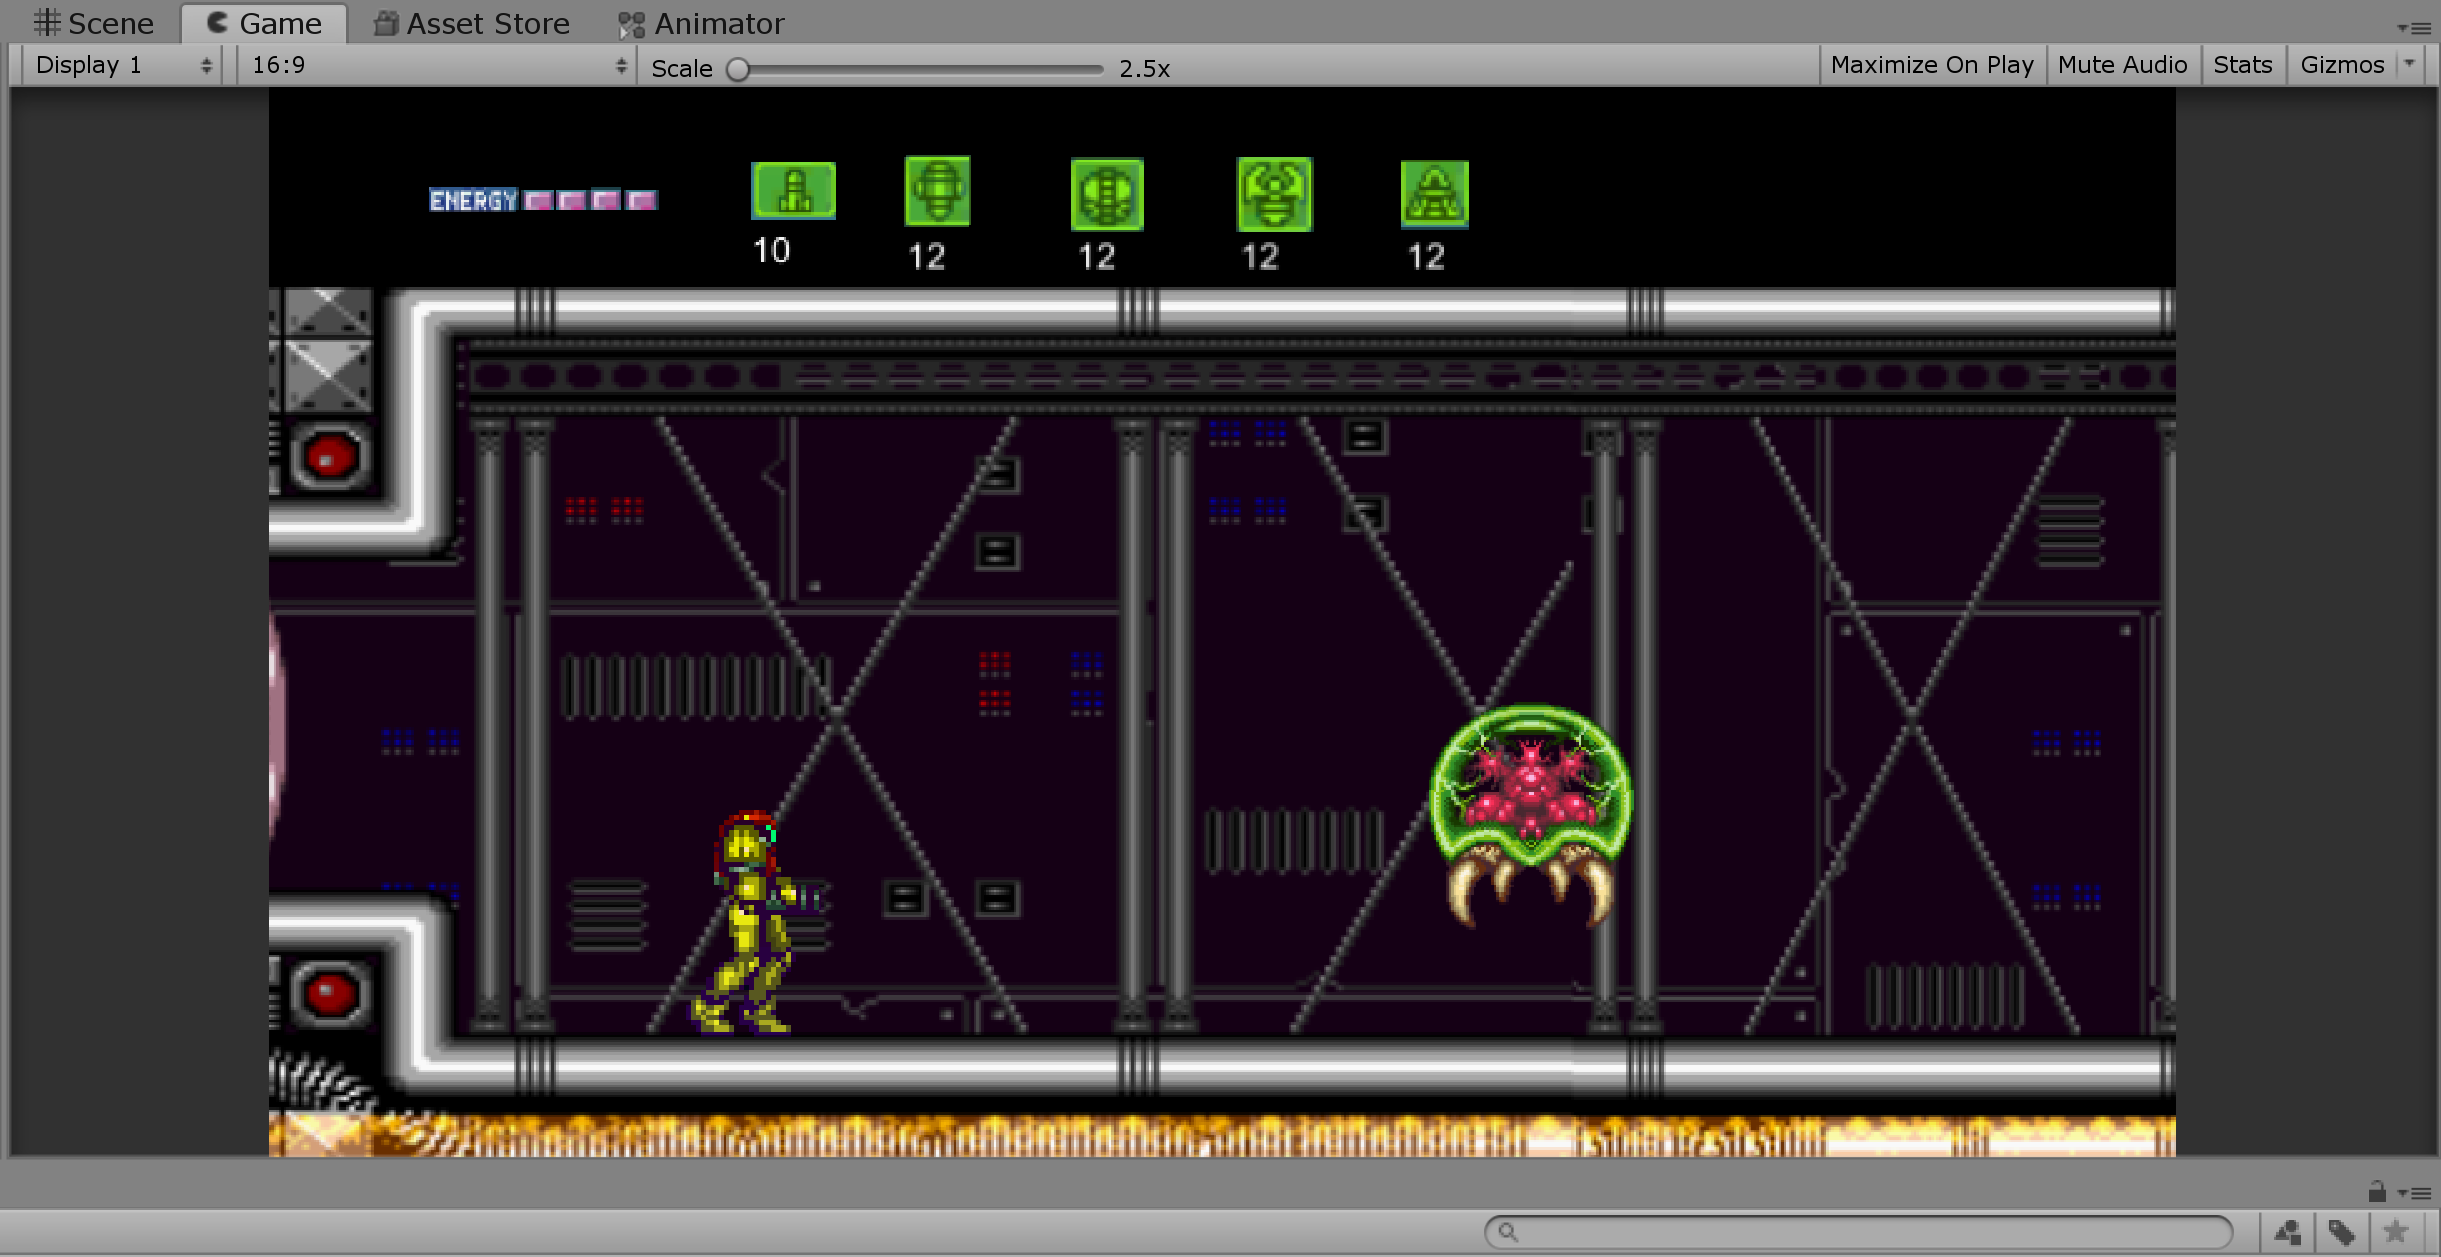 Scene Game Asset Store Animator
Display 1 16:9 Scale 2.5x Maximize On Play Mute Audio Stats Gizmos
ENERGY
10 12 12 12 12